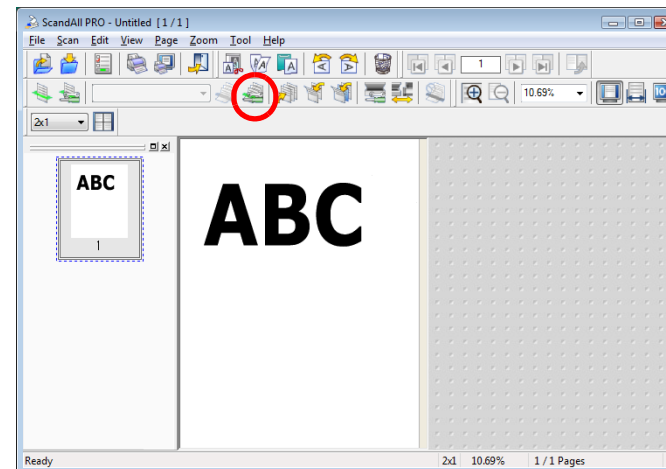 ScandAll PRO - Untitled [ 1 / 1 ]
File Scan Edit View Page Zoom Tool Help
1
10.69%
2x1
ABC
1
ABC
Ready 2x1 10.69% 1 / 1 Pages